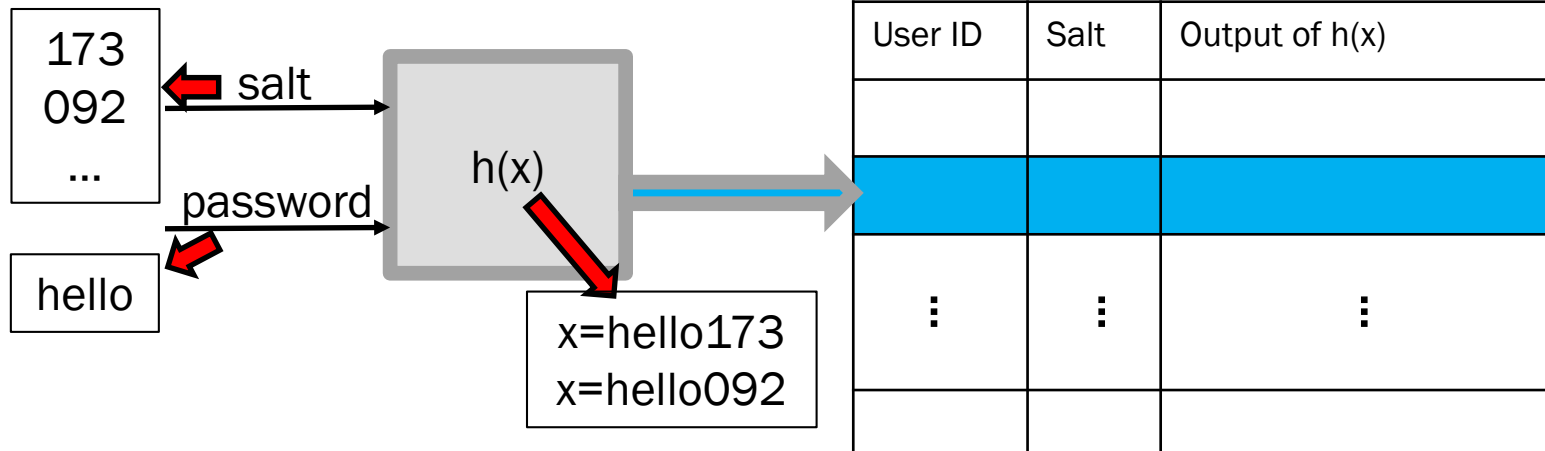 173
092
...
salt
password
hello
h(x)
x=hello173
x=hello092
User ID
Salt
Output of h(x)
⋮
⋮
⋮